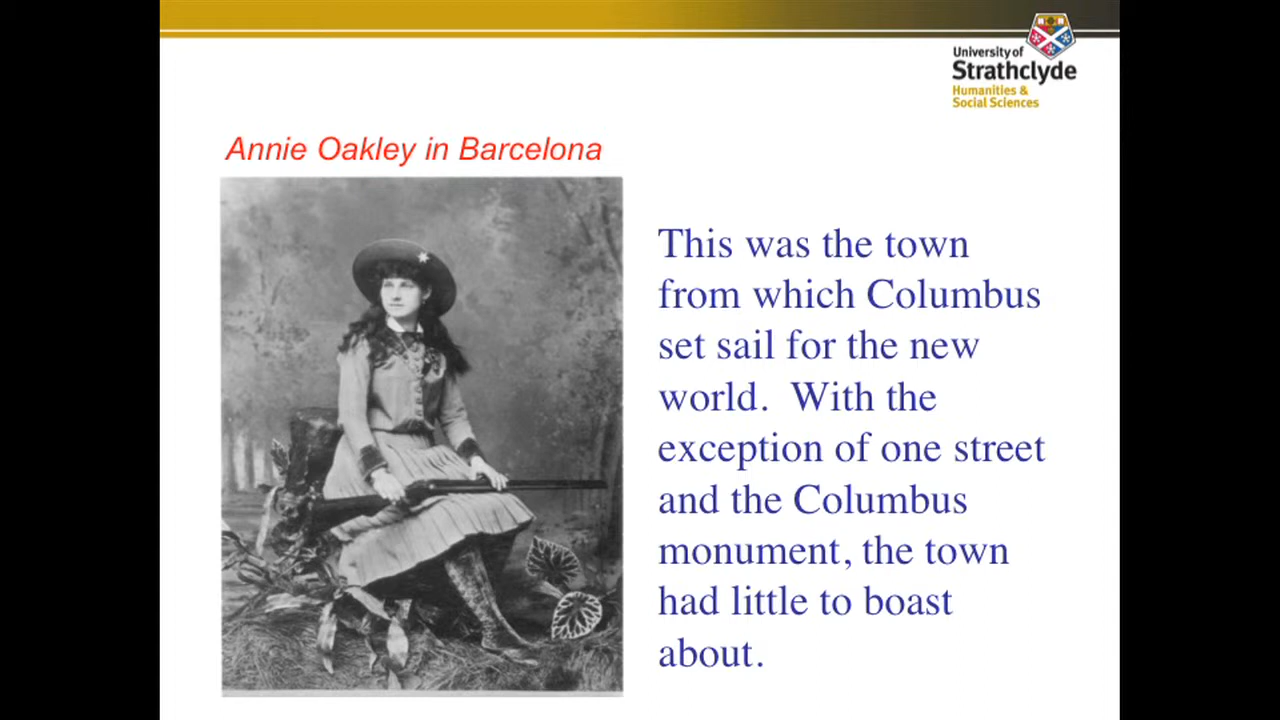 University of
Strathclyde
Humanities &
Social Sciences
Annie Oakley in Barcelona
This was the town
from which Columbus
set sail for the new
world.  With the
exception of one street
and the Columbus
monument, the town
had little to boast
about.